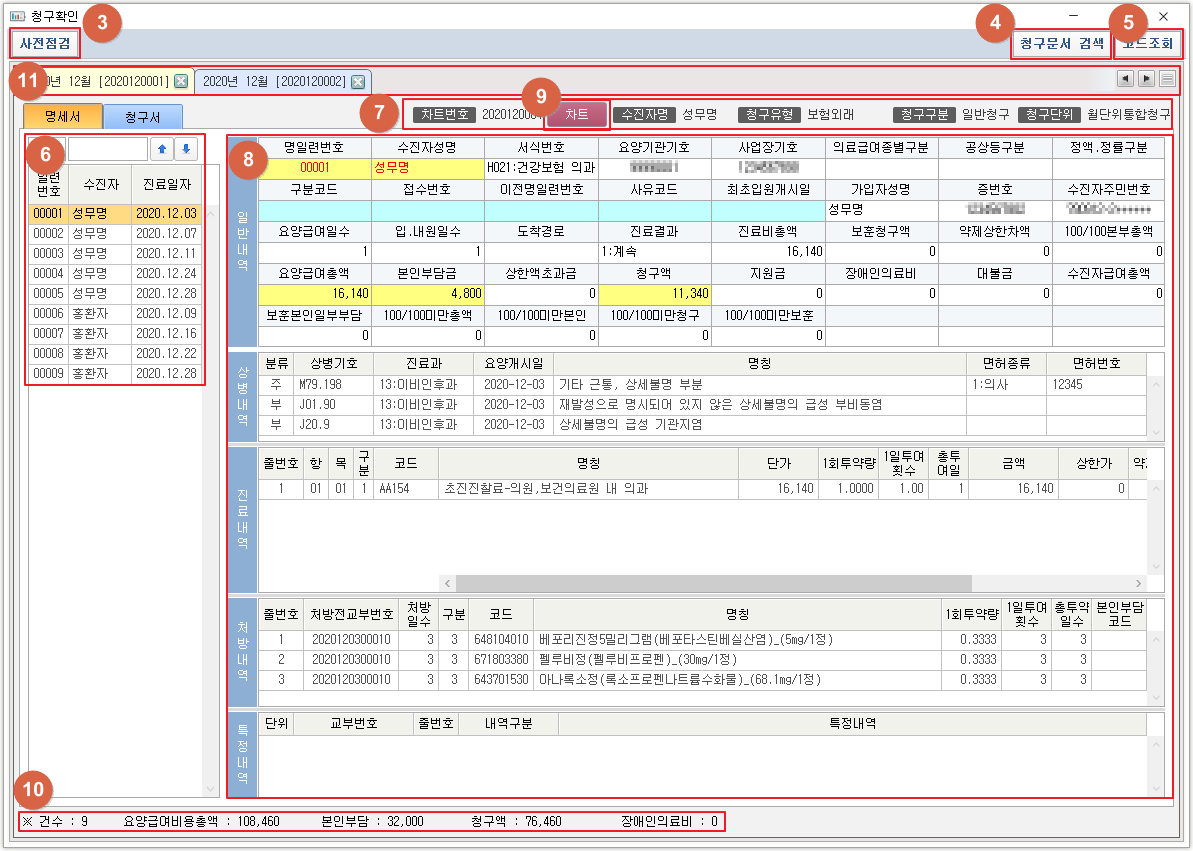 청구확인
3
4
5
사전점검
청구문서 검색
코드조회
11
년 12월 [2020120001]
2020년 12월 [2020120002]
9
7
명세서
청구서
차트번호
차트
수진자명 성무명
청구유형 보험외래
청구구분 일반청구
청구단위 월단위통합청구
6
일련번호 수진자 진료일자
00001 성무명 2020.12.03
00002 성무명 2020.12.07
00003 성무명 2020.12.11
00004 성무명 2020.12.24
00005 성무명 2020.12.28
00006 홍환자 2020.12.09
00007 홍환자 2020.12.16
00008 홍환자 2020.12.22
00009 홍환자 2020.12.28
8
일반내역
명일련번호 수진자성명 서식번호 요양기관기호 사업장기호 의료급여종별구분 공상등구분 정액.정률구분
00001 성무명 H021:건강보험 의과
구분코드 접수번호 이전명일련번호 사유코드 최초입원개시일 가입자성명 증번호 수진자주민번호
성무명
요양급여일수 입.내원일수 도착경로 진료결과 진료비총액 보훈청구액 약제상한차액 100/100본부총액
1 1 1:계속 16,140 0 0 0
요양급여총액 본인부담금 상한액초과금 청구액 지원금 장애인의료비 대불금 수진자급여총액
16,140 4,800 0 11,340 0 0 0 0
보훈본인일부부담 100/100미만총액 100/100미만본인 100/100미만청구 100/100미만보훈
0 0 0 0 0
상병내역
분류 상병기호 진료과 요양개시일 명칭 면허종류 면허번호
주 M79.198 13:이비인후과 2020-12-03 기타 근통, 상세불명 부분 1:의사 12345
부 J01.90 13:이비인후과 2020-12-03 재발성으로 명시되어 있지 않은 상세불명의 급성 부비동염
부 J20.9 13:이비인후과 2020-12-03 상세불명의 급성 기관지염
진료내역
줄번호 항 목 구분 코드 명칭 단가 1회투약량 1일투여횟수 총투여일 금액 상한가
1 01 01 1 AA154 초진진찰료-의원,보건의료원 내 의과 16,140 1.0000 1.00 1 16,140 0
처방내역
줄번호 처방전교부번호 처방일수 구분 코드 명칭 1회투약량 1일투여횟수 총투약일수 본인부담코드
1 2020120300010 3 3 648104010 베포리진정5밀리그램(베포타스틴베실산염)_(5mg/1정) 0.3333 3 3
2 2020120300010 3 3 671803380 펠루비정(펠루비프로펜)_(30mg/1정) 0.3333 3 3
3 2020120300010 3 3 643701530 아나록소정(록소프로펜나트륨수화물)_(68.1mg/1정) 0.3333 3 3
특정내역
단위 교부번호 줄번호 내역구분 특정내역
10
※ 건수 : 9 요양급여비용총액 : 108,460 본인부담 : 32,000 청구액 : 76,460 장애인의료비 : 0